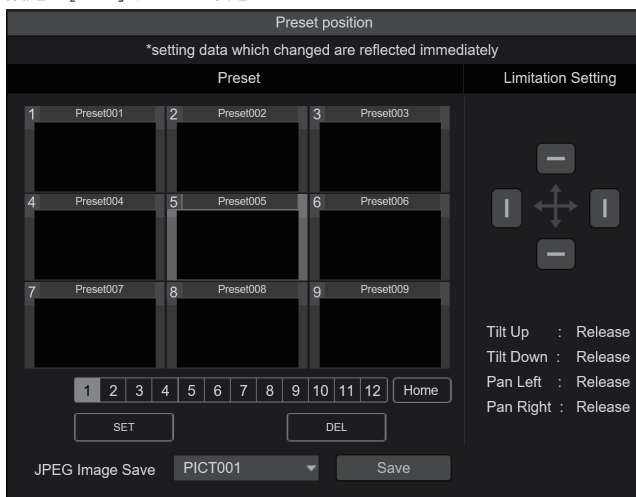 Preset position
*setting data which changed are reflected immediately
Preset
Limitation Setting
1 Preset001
2 Preset002
3 Preset003
4 Preset004
5 Preset005
6 Preset006
7 Preset007
8 Preset008
9 Preset009
1 2 3 4 5 6 7 8 9 10 11 12 Home
SET DEL
JPEG Image Save PICT001 Save
Tilt Up : Release
Tilt Down : Release
Pan Left : Release
Pan Right : Release